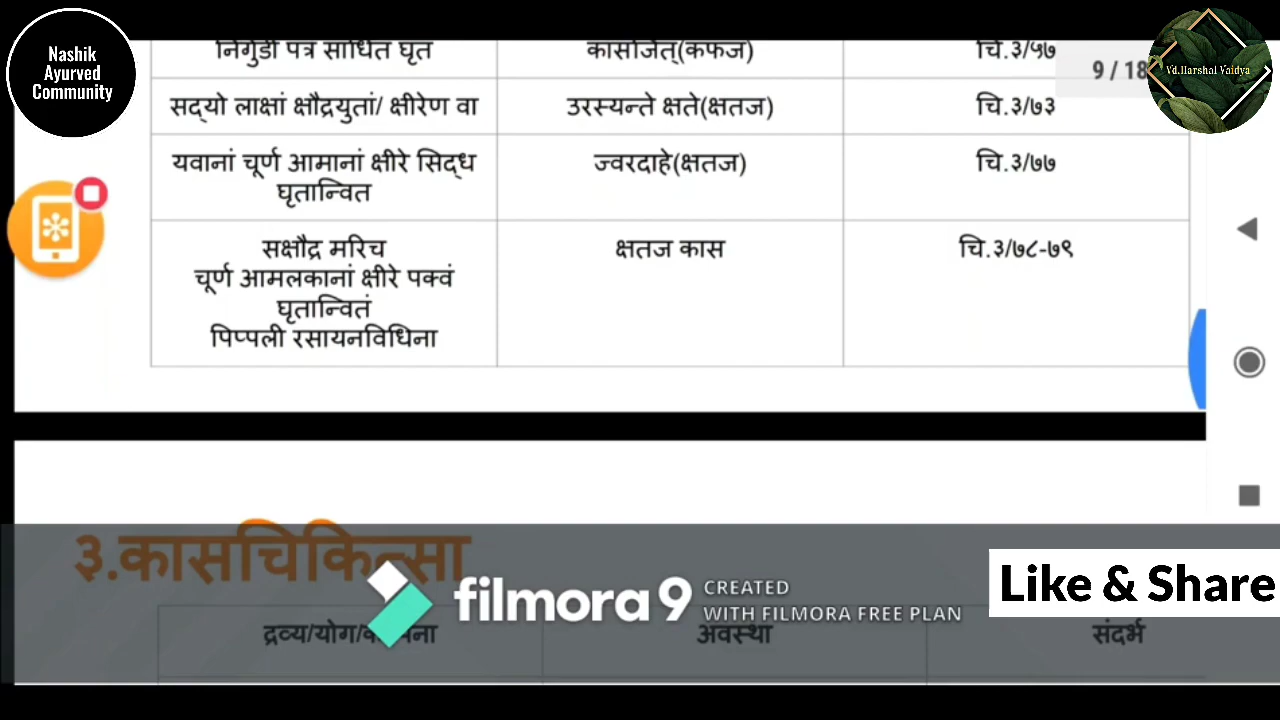 Nashik
Ayurved
Community
निर्गुंडी पत्र साधित घृत
कासजित्(कफज)
चि.३/५७
9 / 18
Vd.Harshal Vaidya
सद्यो लाक्षां क्षौद्रयुतां/ क्षीरेण वा
उरस्यन्ते क्षते(क्षतज)
चि.३/७३
यवानां चूर्ण आमानां क्षीरे सिद्ध
घृतान्वित
ज्वरदाहे(क्षतज)
चि.३/७७
सक्षौद्र मरिच
चूर्ण आमलकानां क्षीरे पक्वं
घृतान्वितं
पिप्पली रसायनविधिना
क्षतज कास
चि.३/७८-७९
३.कासचिकित्सा
filmora 9
CREATED
WITH FILMORA FREE PLAN
Like & Share
द्रव्य/योग/
अवस्था
संदर्भ